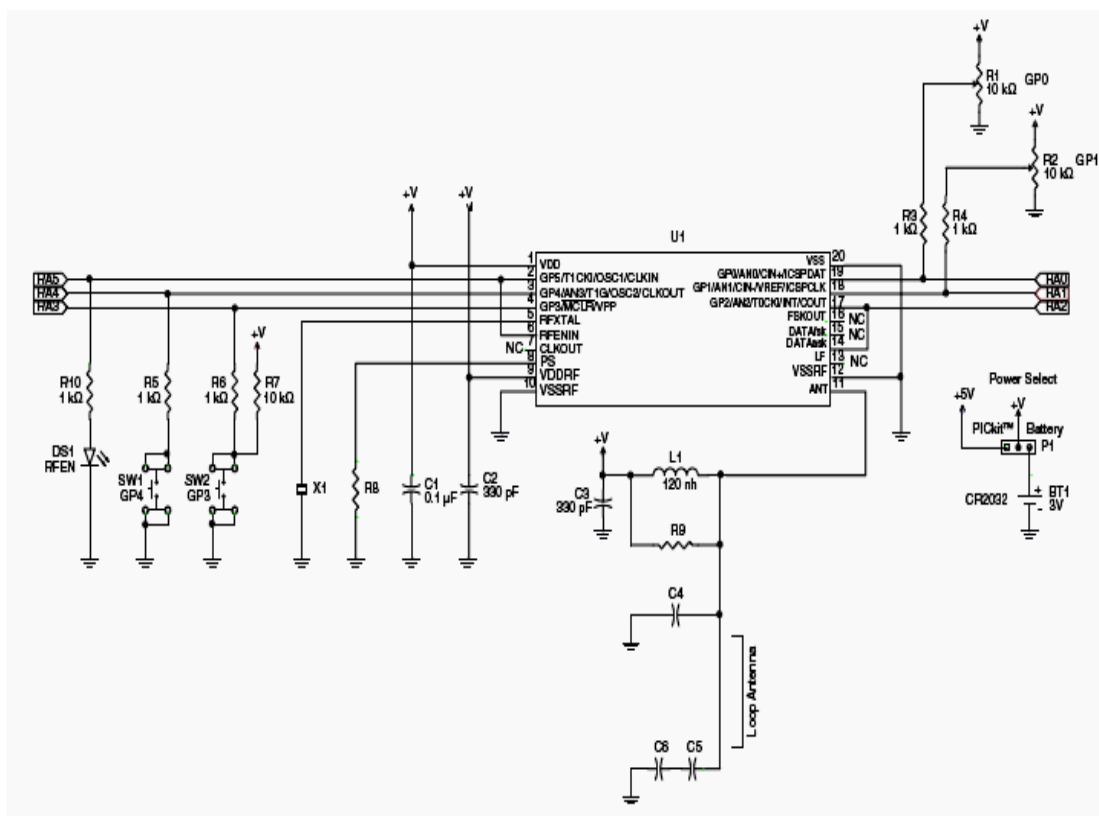 +V
R1
10 kΩ
GP0
+V
R2
10 kΩ
GP1
R3
1 kΩ
R4
1 kΩ
+V
+V
U1
1
VDD
2
GP5/T1CKI/OSC1/CLKIN
3
GP4/AN3/T1G/OSC2/CLKOUT
4
GP3/MCLR/VPP
5
RFXTAL
6
RFENIN
NC
7
CLKOUT
8
PS
9
VDDRF
10
VSSRF
VSS
20
GP0/AN0/CIN+/ICSPDAT
19
GP1/AN1/CIN-/VREF/ICSPCLK
18
GP2/AN2/T0CKI/INT/COUT
17
FSKOUT
16
NC
DATAfsk
15
NC
DATAask
14
LF
13
NC
VSSRF
12
ANT
11
RA5
RA4
RA3
RA0
RA1
RA2
+V
R10
1 kΩ
R5
1 kΩ
R6
1 kΩ
R7
10 kΩ
DS1
RFEN
SW1
GP4
SW2
GP3
X1
R8
C1
0.1 µF
C2
330 pF
+V
L1
120 nh
C3
330 pF
R9
C4
Loop Antenna
C6
C5
Power Select
+5V
+V
PICkit™
Battery
P1
CR2032
+
-
BT1
3V